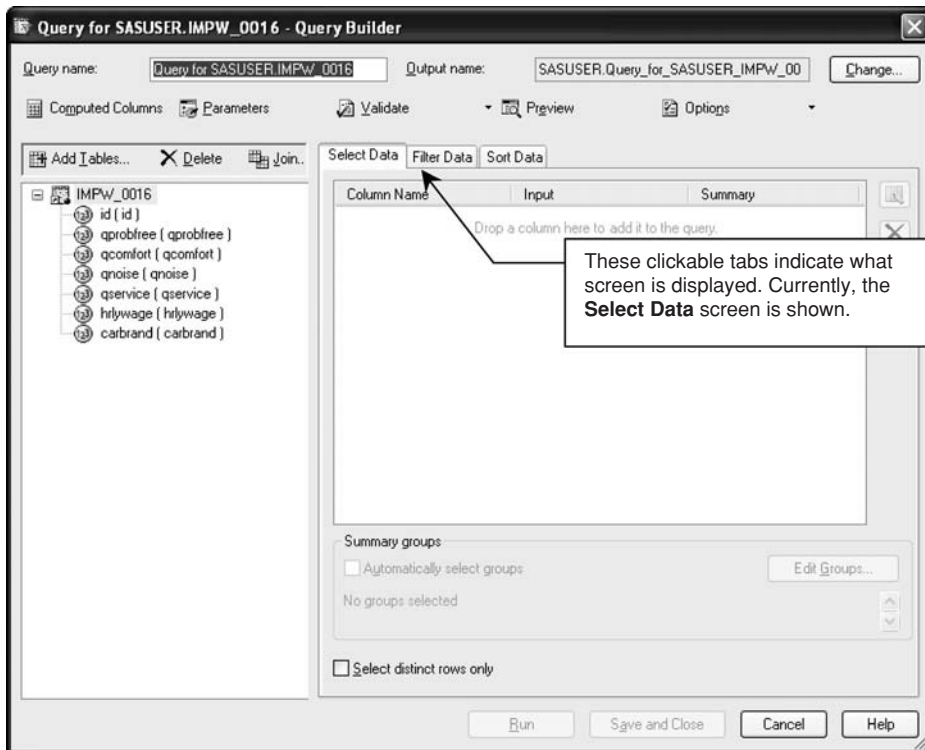 Query for SASUSER.IMPW_0016 - Query Builder
Query name: Query for SASUSER.IMPW_0016 Output name: SASUSER.Query_for_SASUSER_IMPW_00 Change...
Computed Columns Parameters Validate Preview Options
Add Tables... Delete Join..
Select Data Filter Data Sort Data
IMPW_0016
id ( id )
qprobfree ( qprobfree )
qcomfort ( qcomfort )
qnoise ( qnoise )
qservice ( qservice )
hrlywage ( hrlywage )
carbrand ( carbrand )
Column Name Input Summary
Drop a column here to add it to the query.
These clickable tabs indicate what
screen is displayed. Currently, the
Select Data screen is shown.
Summary groups
Automatically select groups Edit Groups...
No groups selected
Select distinct rows only
Run Save and Close Cancel Help